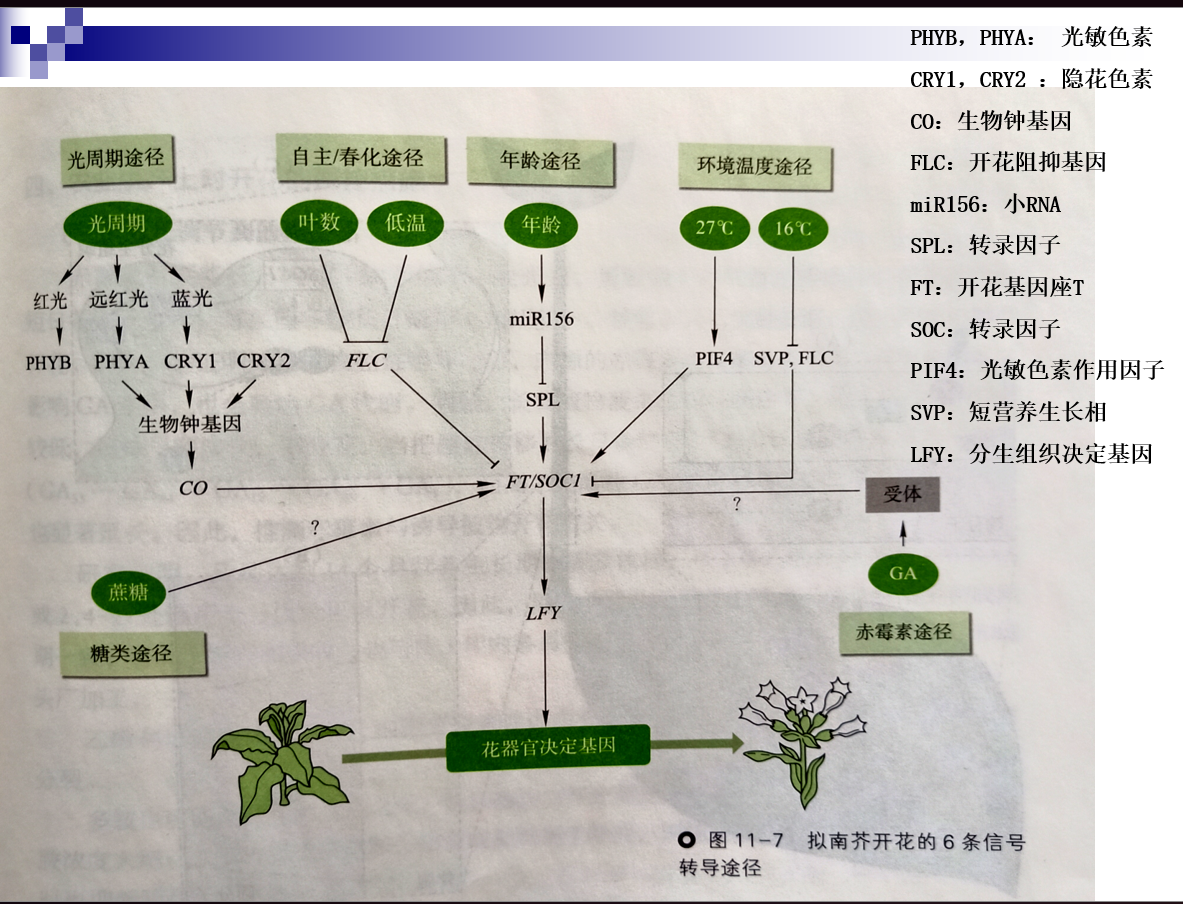 PHYB，PHYA： 光敏色素
CRY1，CRY2 ：隐花色素
CO：生物钟基因
FLC：开花阻抑基因
miR156：小RNA
SPL：转录因子
FT：开花基因座T
SOC：转录因子
PIF4：光敏色素作用因子
SVP：短营养生长相
LFY：分生组织决定基因
光周期途径
自主/春化途径
年龄途径
环境温度途径
光周期
叶数
低温
年龄
27℃
16℃
红光
远红光
蓝光
miR156
PHYB
PHYA
CRY1
CRY2
FLC
PIF4
SVP, FLC
SPL
生物钟基因
CO
FT/SOC1
受体
?
?
GA
蔗糖
LFY
赤霉素途径
糖类途径
花器官决定基因
图 11-7 拟南芥开花的 6 条信号
转导途径